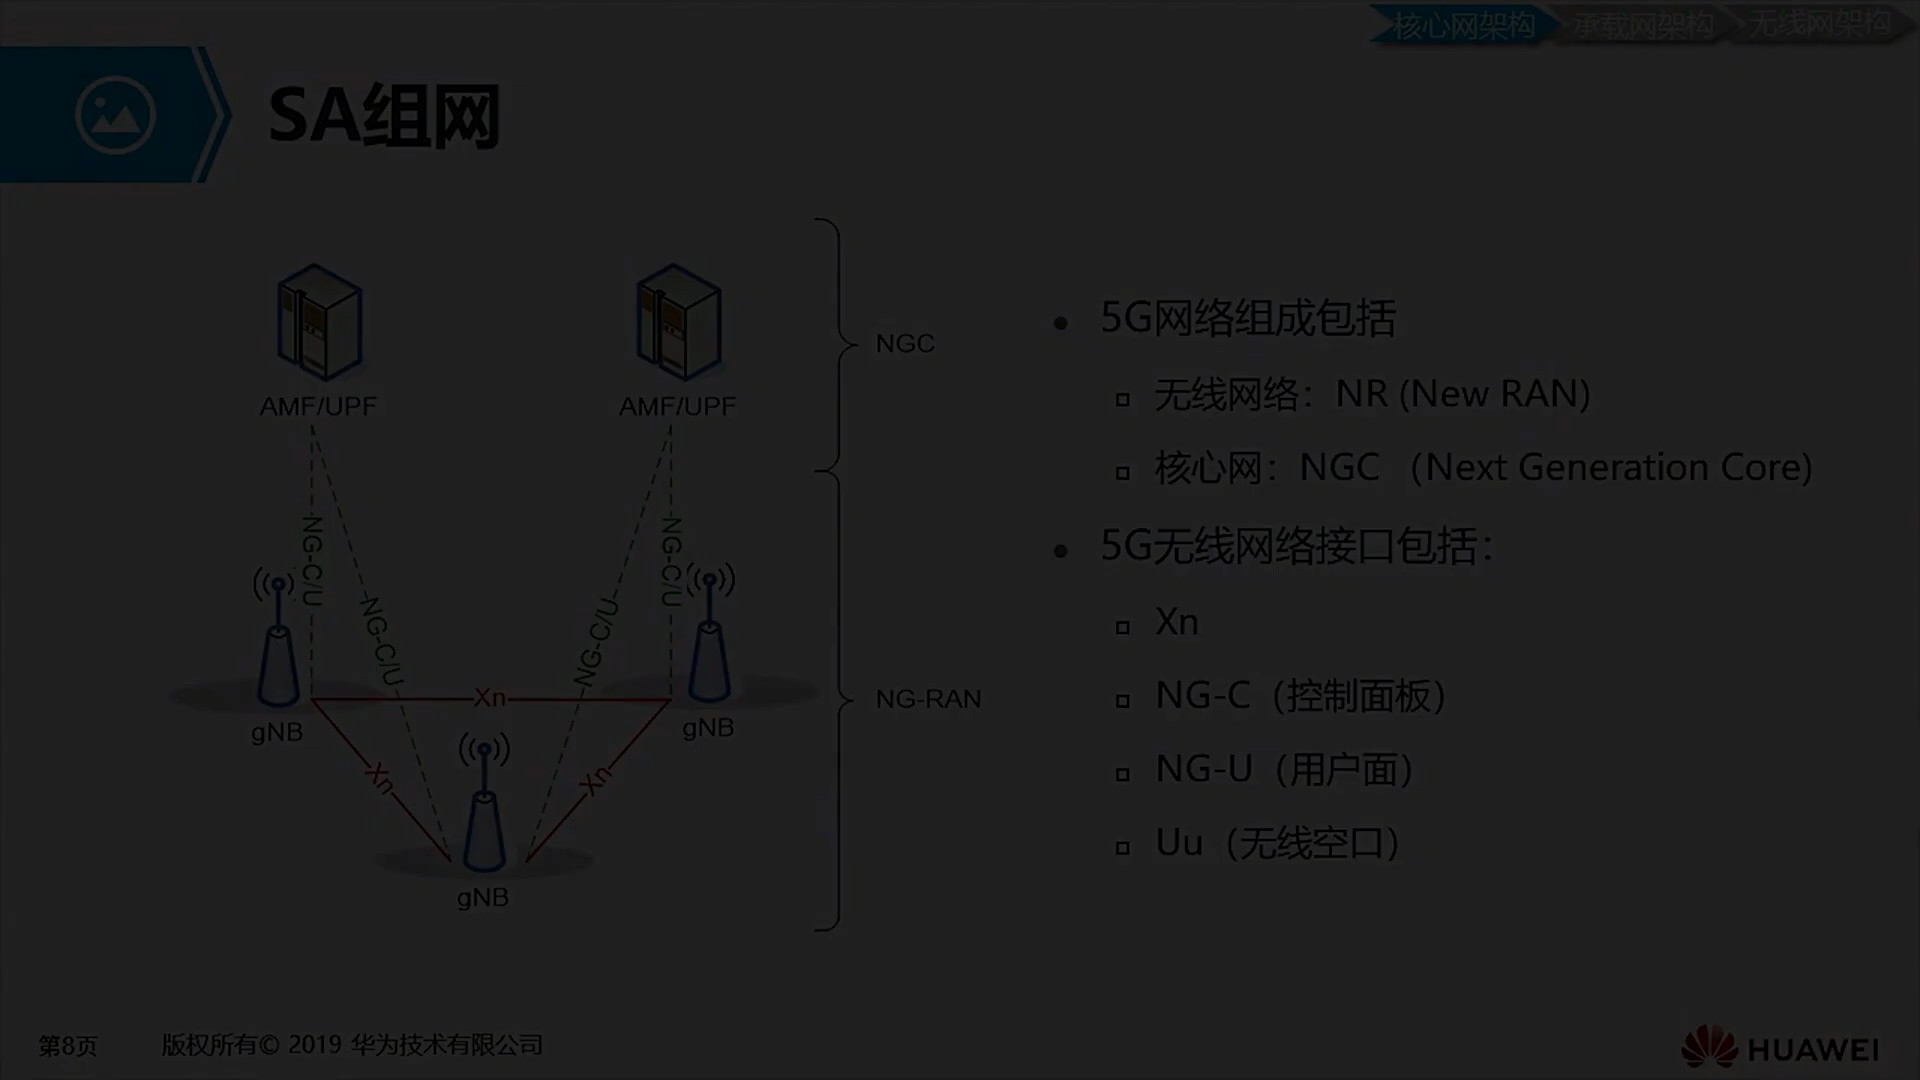 核心网架构
承载网架构
无线网架构
SA组网
AMF/UPF
AMF/UPF
NGC
NG-C/U
NG-C/U
NG-C/U
NG-C/U
Xn
gNB
gNB
NG-RAN
Xn
Xn
gNB
5G网络组成包括
无线网络：NR (New RAN)
核心网：NGC （Next Generation Core)
5G无线网络接口包括：
Xn
NG-C（控制面板）
NG-U（用户面）
Uu（无线空口）
第8页
版权所有© 2019 华为技术有限公司
HUAWEI